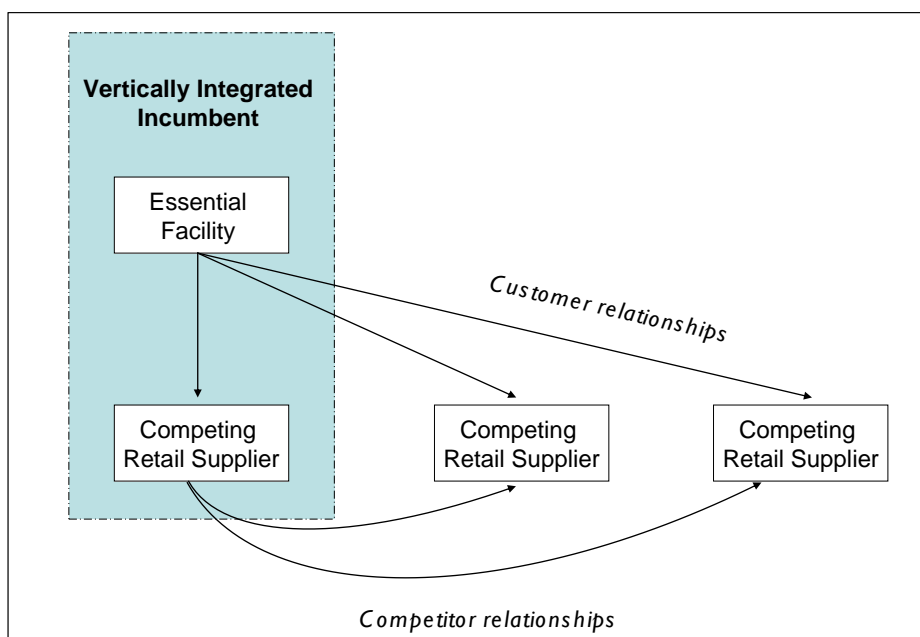 Vertically Integrated
Incumbent
Essential
Facility
Customer relationships
Competing
Retail Supplier
Competing
Retail Supplier
Competing
Retail Supplier
Competitor relationships